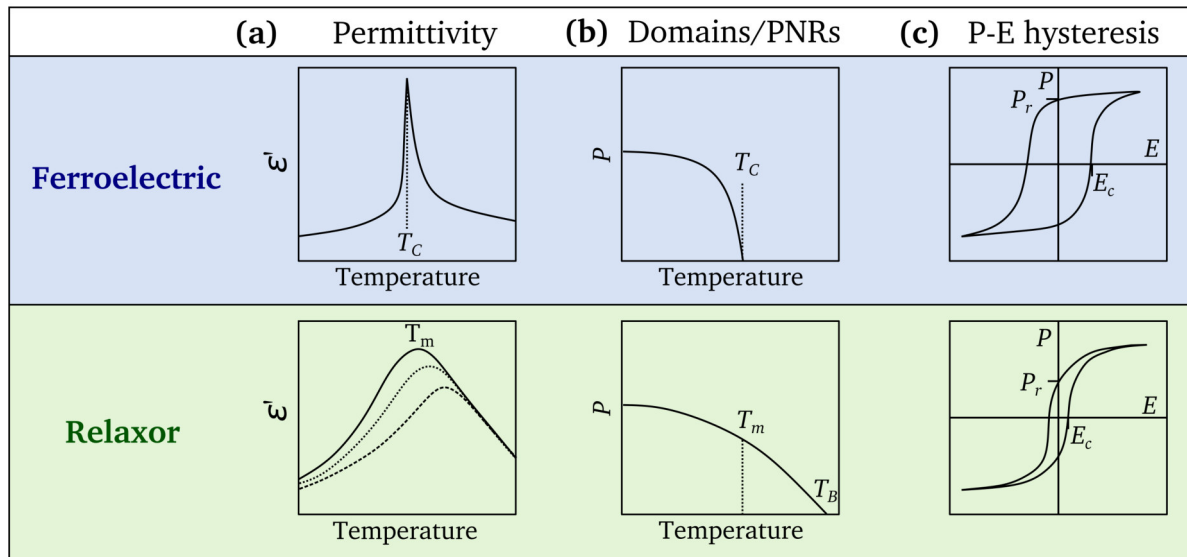 (a) Permittivity (b) Domains/PNRs (c) P-E hysteresis
Ferroelectric
ε'
T_C
Temperature
P
T_C
Temperature
P
P_r
E
E_c
Relaxor
ε'
T_m
Temperature
P
T_m
T_B
Temperature
P
P_r
E
E_c